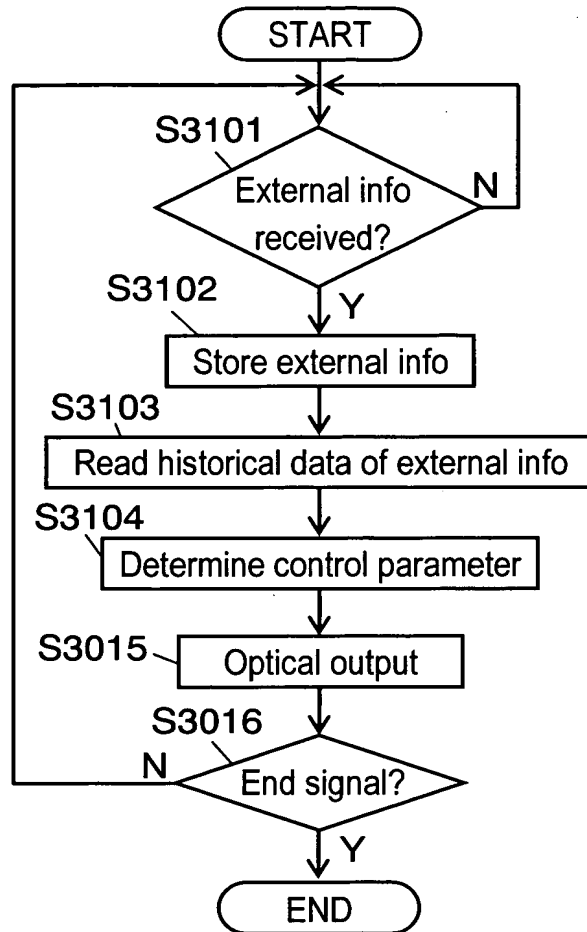 START
S3101
External info
received?
N
Y
S3102
Store external info
S3103
Read historical data of external info
S3104
Determine control parameter
S3015
Optical output
S3016
N
End signal?
Y
END